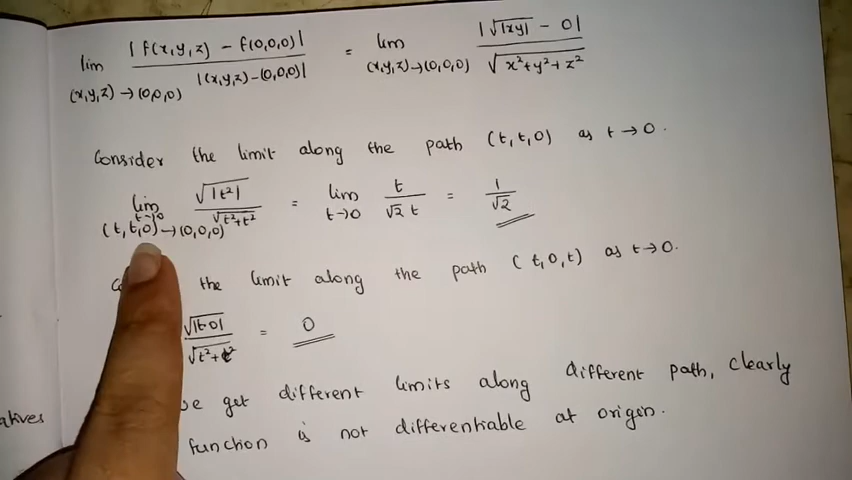 lim |f(x,y,z) - f(0,0,0)| / |(x,y,z)-(0,0,0)| = lim |√|xy| - 0| / √x²+y²+z²
(x,y,z) → (0,0,0) (x,y,z) → (0,0,0)
Consider the limit along the path (t,t,0) as t → 0.
lim √|t²| / √t²+t² = lim t / √2 t = 1 / √2
t→0 t→0
(t,t,0) → (0,0,0)
the limit along the path (t,0,t) as t→0.
√|t·0| / √t²+t² = 0
get different limits along different path, clearly
function is not differentiable at origin.
atives